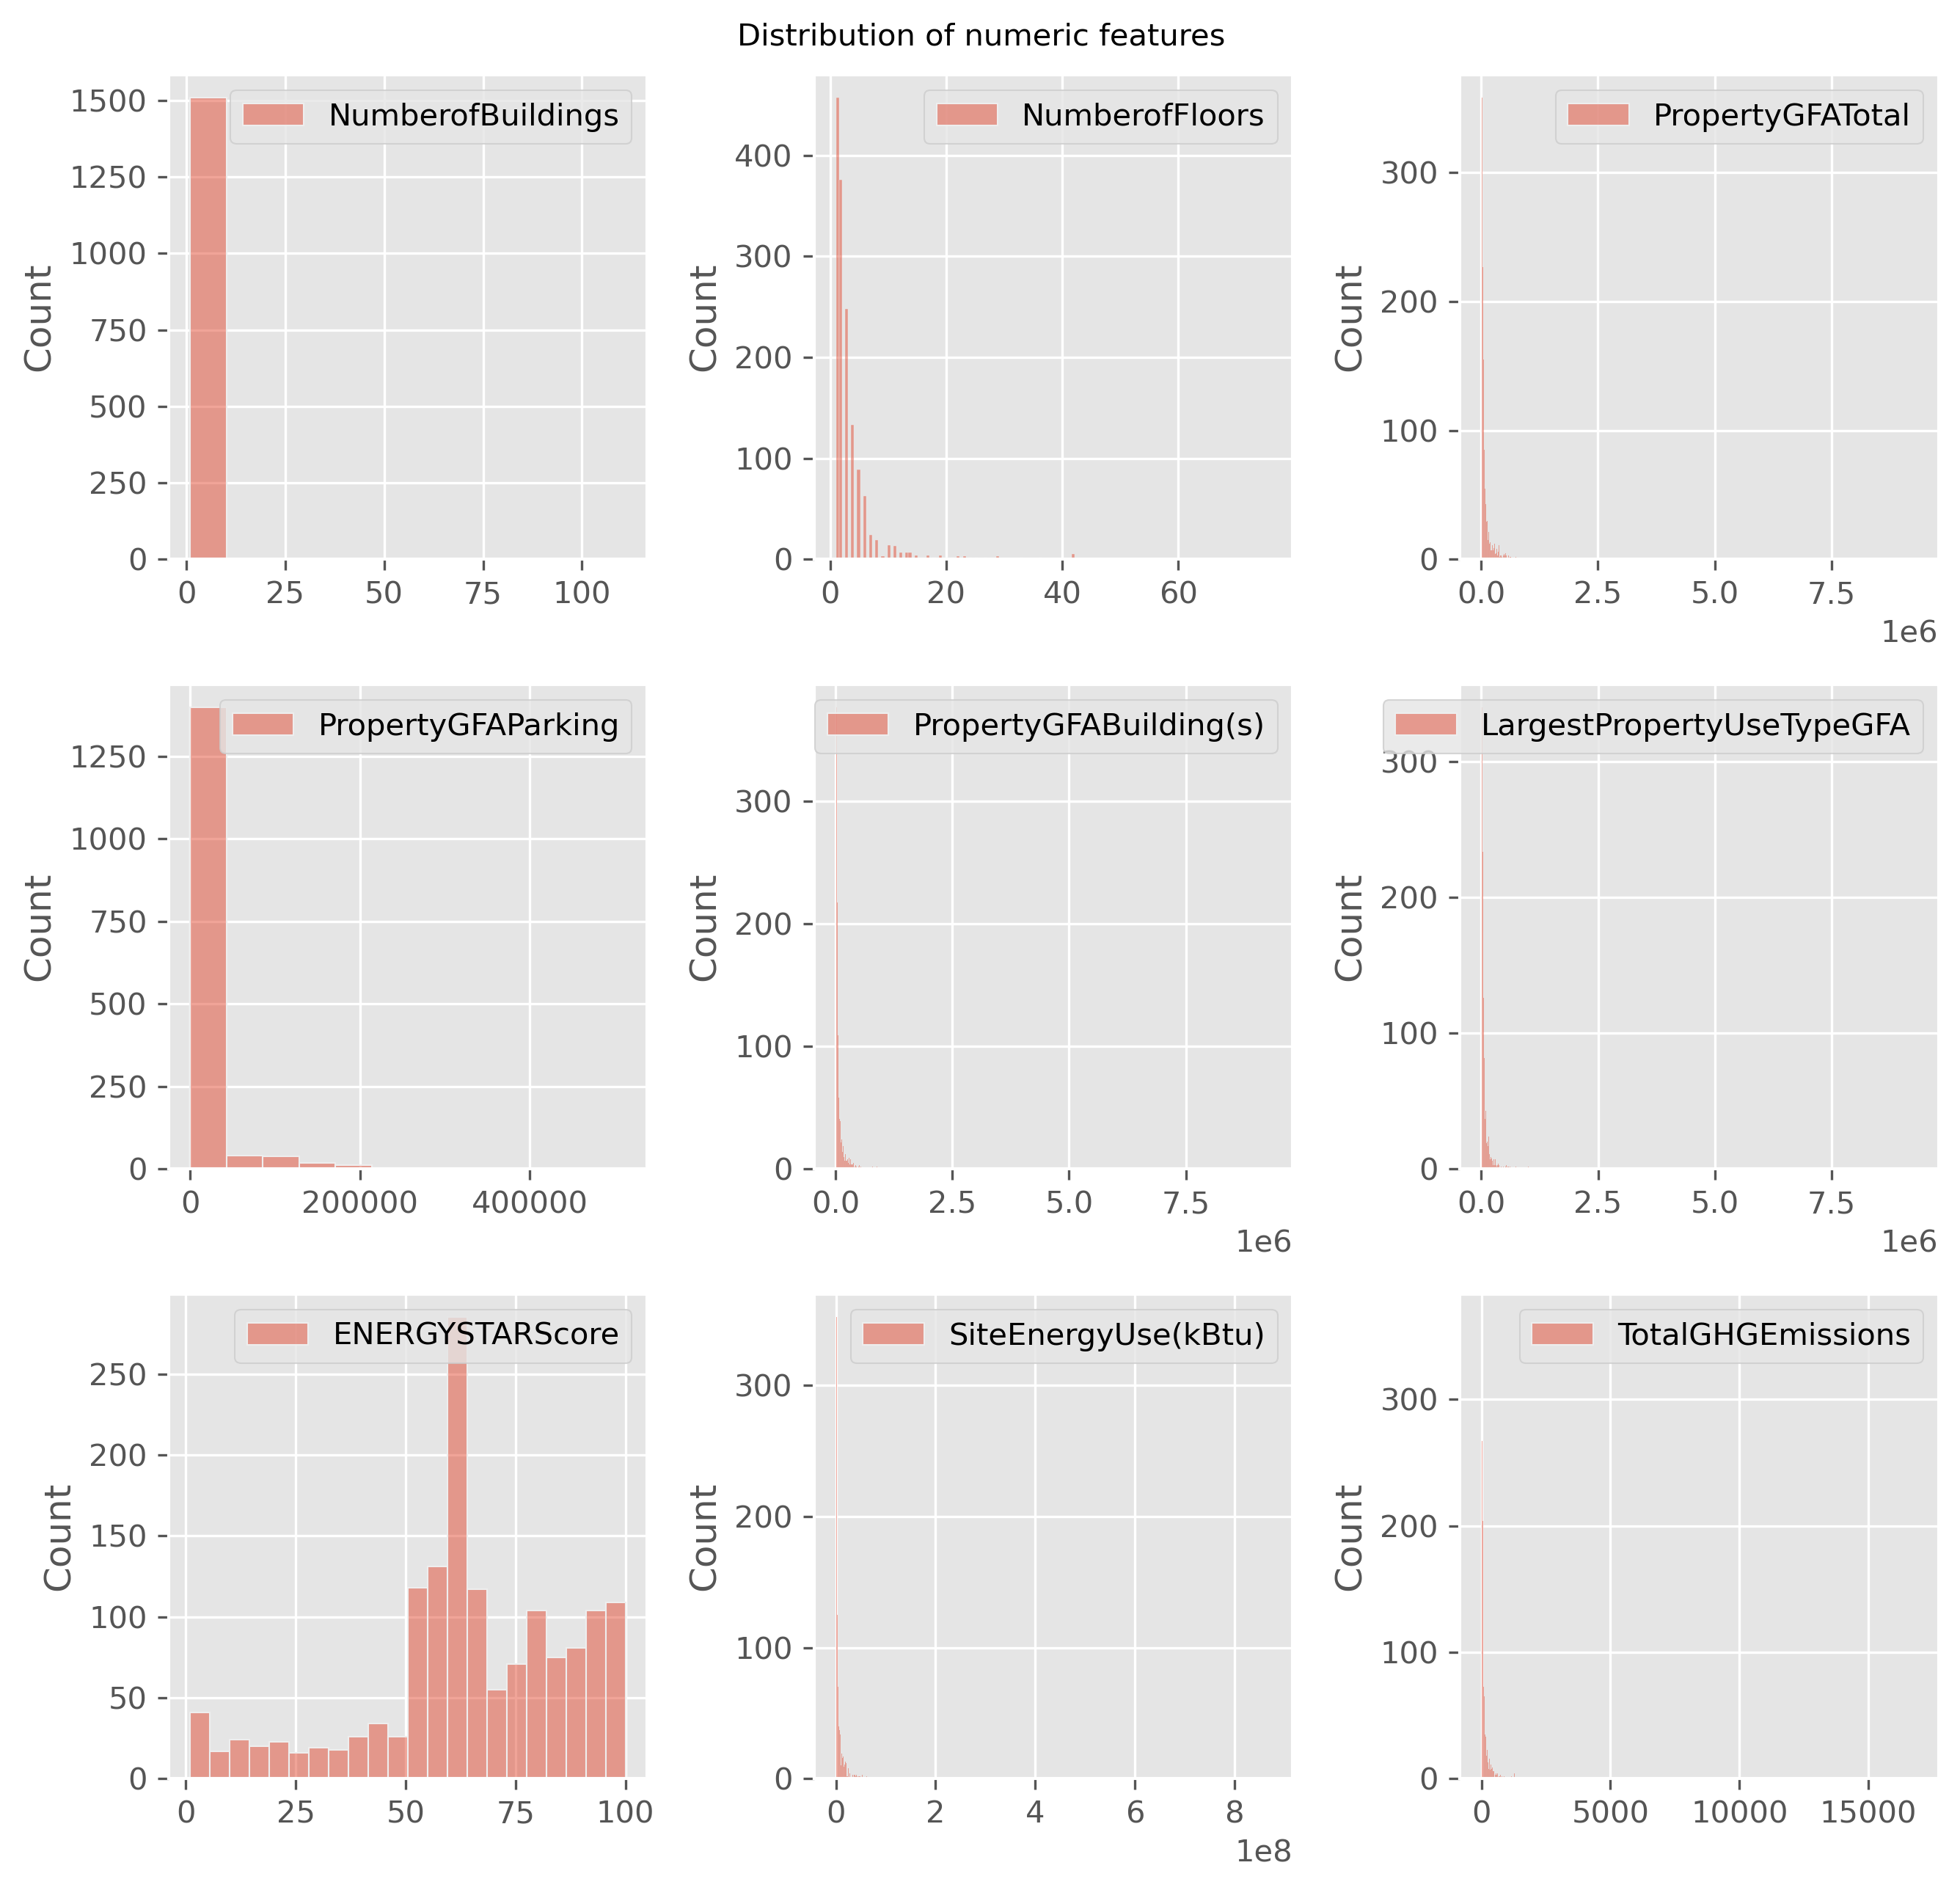 Distribution of numeric features
NumberofBuildings
Count
1500
1250
1000
750
500
250
0
0 25 50 75 100
NumberofFloors
Count
400
300
200
100
0
0 20 40 60
PropertyGFATotal
Count
300
200
100
0
0.0 2.5 5.0 7.5
1e6
PropertyGFAParking
Count
1250
1000
750
500
250
0
0 200000 400000
PropertyGFABuilding(s)
Count
300
200
100
0
0.0 2.5 5.0 7.5
1e6
LargestPropertyUseTypeGFA
Count
300
200
100
0
0.0 2.5 5.0 7.5
1e6
ENERGYSTARScore
Count
250
200
150
100
50
0
0 25 50 75 100
SiteEnergyUse(kBtu)
Count
300
200
100
0
0 2 4 6 8
1e8
TotalGHGEmissions
Count
300
200
100
0
0 5000 10000 15000